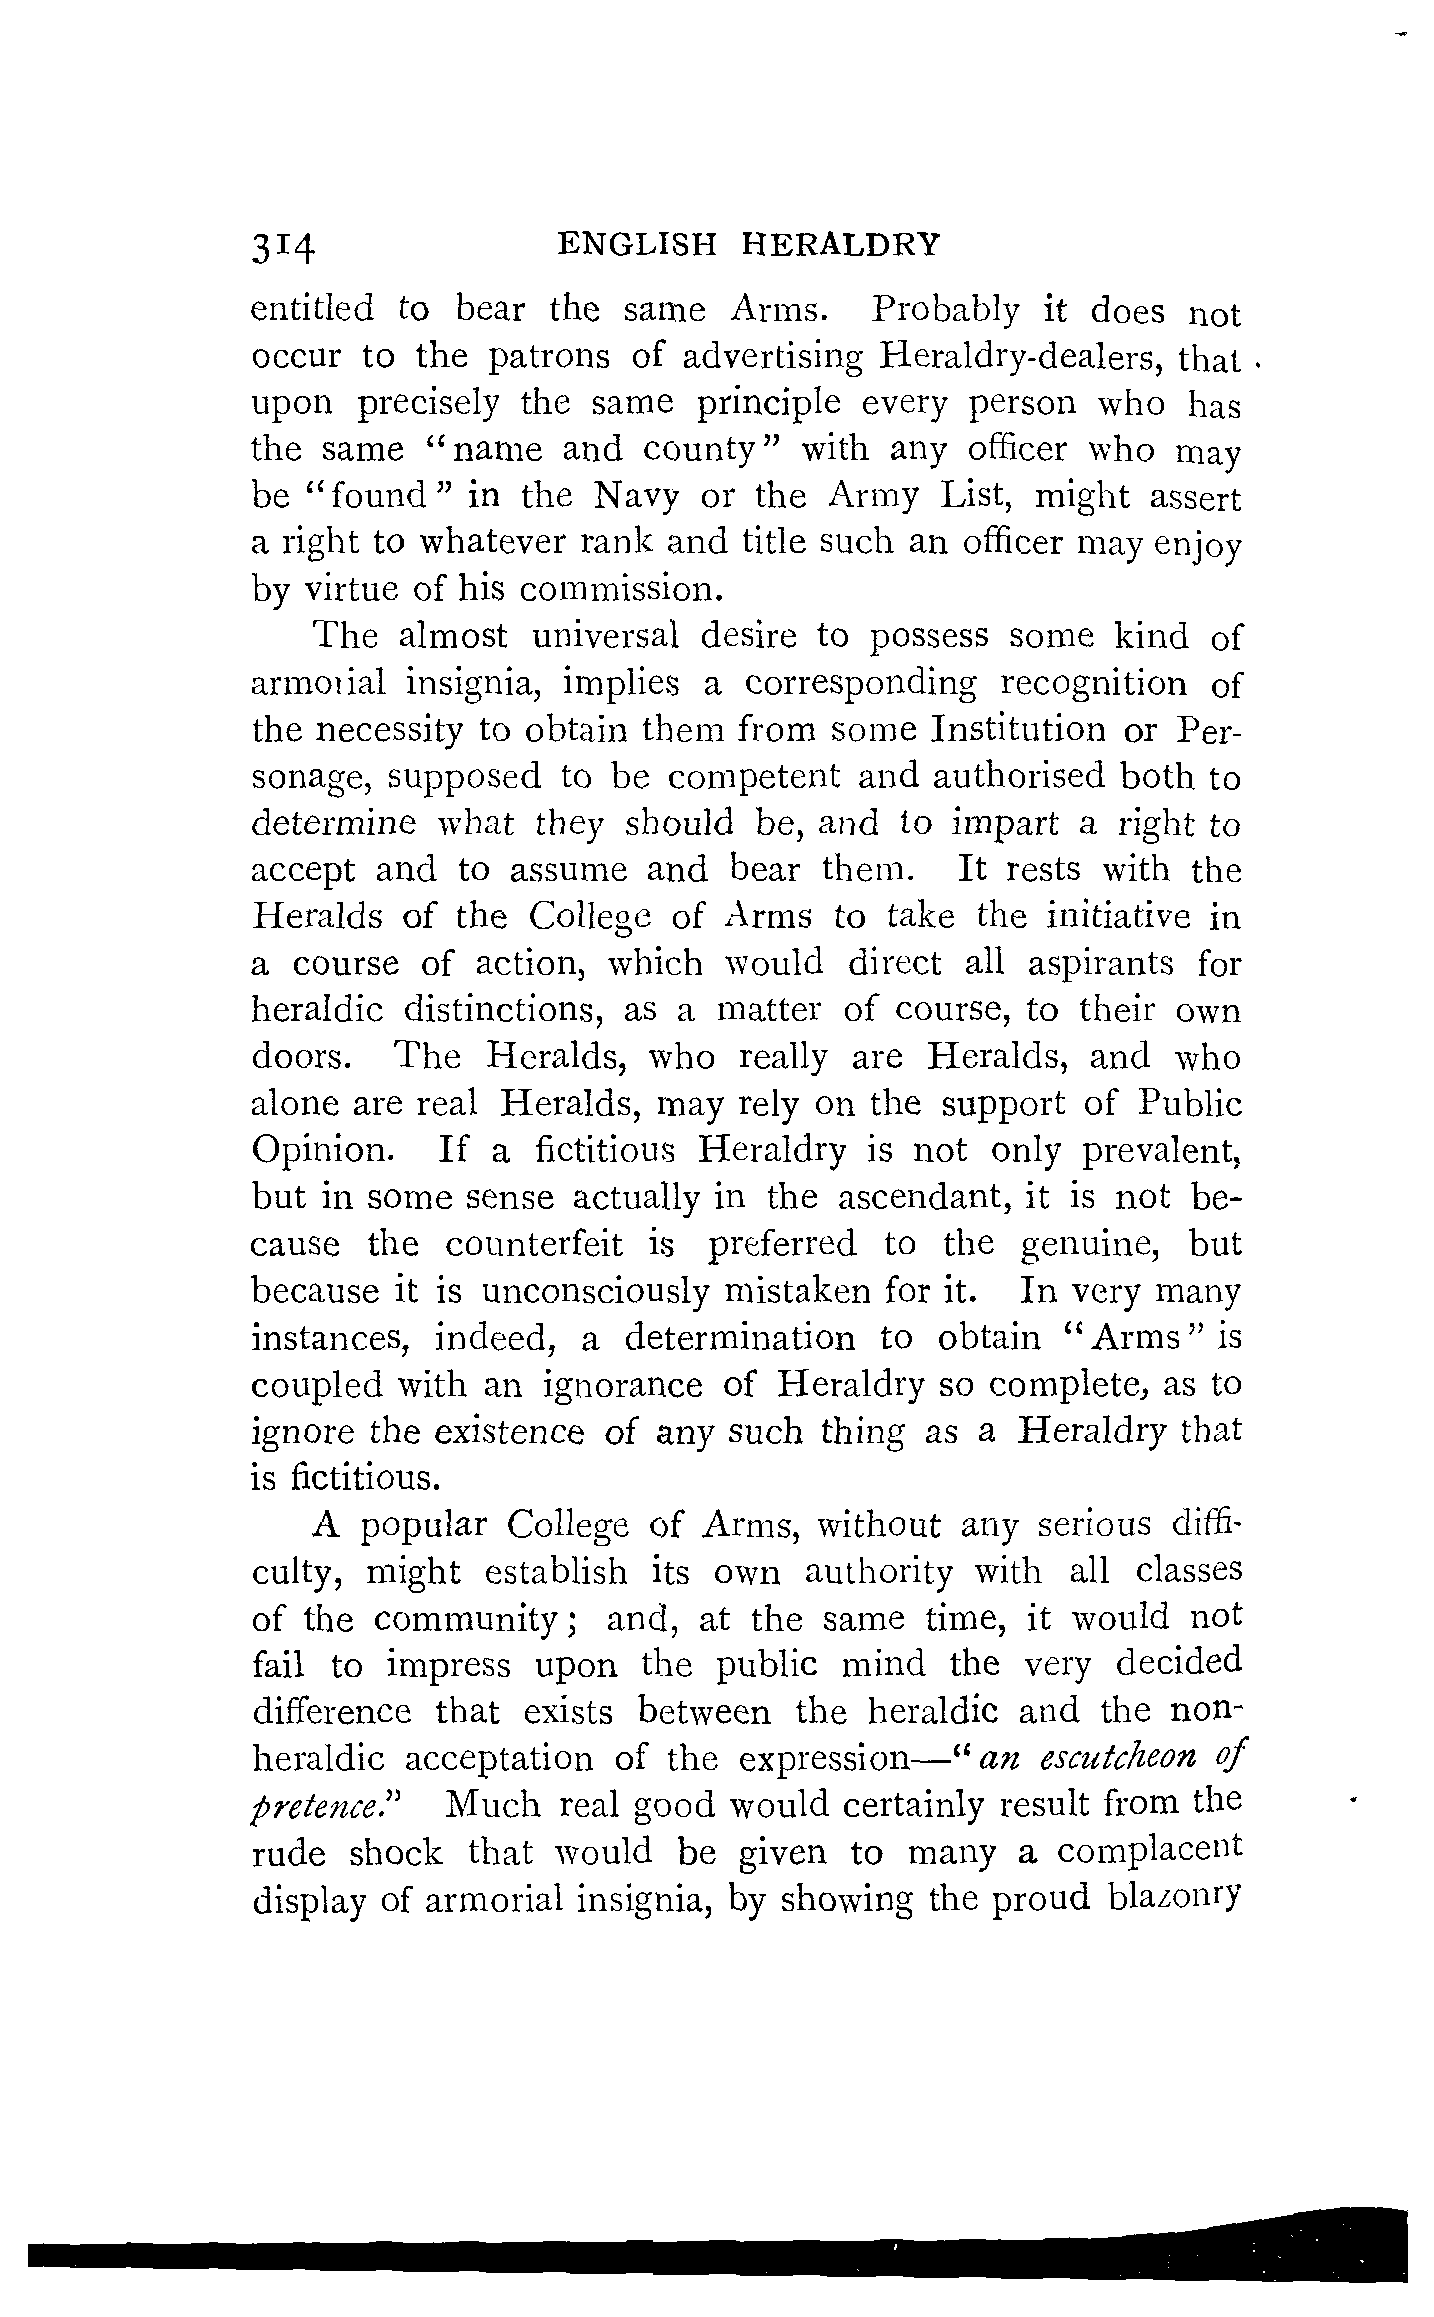 314 ENGLISH HERALDRY
entitled to bear the same Arms. Probably it does not
occur to the patrons of advertising Heraldry-dealers, that
upon precisely the same principle every person who has
the same “name and county” with any officer who may
be “found” in the Navy or the Army List, might assert
a right to whatever rank and title such an officer may enjoy
by virtue of his commission.
The almost universal desire to possess some kind of
armorial insignia, implies a corresponding recognition of
the necessity to obtain them from some Institution or Per-
sonage, supposed to be competent and authorised both to
determine what they should be, and to impart a right to
accept and to assume and bear them. It rests with the
Heralds of the College of Arms to take the initiative in
a course of action, which would direct all aspirants for
heraldic distinctions, as a matter of course, to their own
doors. The Heralds, who really are Heralds, and who
alone are real Heralds, may rely on the support of Public
Opinion. If a fictitious Heraldry is not only prevalent,
but in some sense actually in the ascendant, it is not be-
cause the counterfeit is preferred to the genuine, but
because it is unconsciously mistaken for it. In very many
instances, indeed, a determination to obtain “Arms” is
coupled with an ignorance of Heraldry so complete, as to
ignore the existence of any such thing as a Heraldry that
is fictitious.
A popular College of Arms, without any serious diffi-
culty, might establish its own authority with all classes
of the community; and, at the same time, it would not
fail to impress upon the public mind the very decided
difference that exists between the heraldic and the non-
heraldic acceptation of the expression—“an escutcheon of
pretence.” Much real good would certainly result from the
rude shock that would be given to many a complacent
display of armorial insignia, by showing the proud blazonry